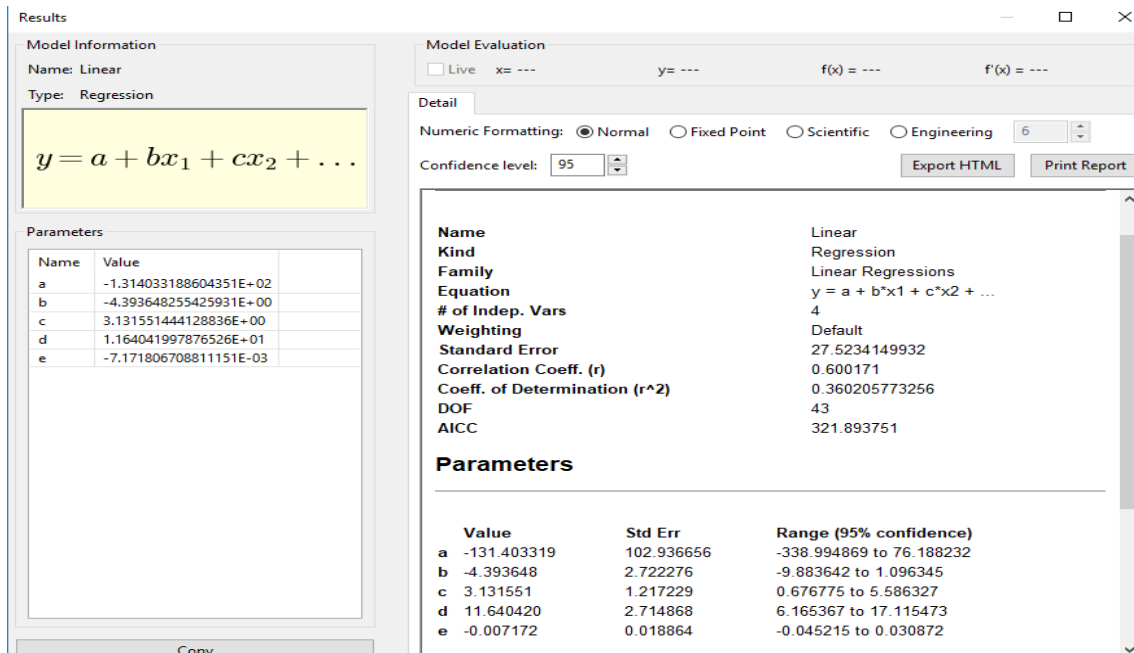 Results
Model Information
Name: Linear
Type: Regression
y = a + bx₁ + cx₂ + ...
Parameters
Name Value
a -1.314033188604351E+02
b -4.393648255425931E+00
c 3.131551444128836E+00
d 1.164041997876526E+01
e -7.171806708811151E-03
Copy
Model Evaluation
Live x= --- y= --- f(x) = --- f'(x) = ---
Detail
Numeric Formatting: Normal Fixed Point Scientific Engineering 6
Confidence level: 95 Export HTML Print Report
Name Linear
Kind Regression
Family Linear Regressions
Equation y = a + b*x1 + c*x2 + ...
# of Indep. Vars 4
Weighting Default
Standard Error 27.5234149932
Correlation Coeff. (r) 0.600171
Coeff. of Determination (r^2) 0.360205773256
DOF 43
AICC 321.893751
Parameters
Value Std Err Range (95% confidence)
a -131.403319 102.936656 -338.994869 to 76.188232
b -4.393648 2.722276 -9.883642 to 1.096345
c 3.131551 1.217229 0.676775 to 5.586327
d 11.640420 2.714868 6.165367 to 17.115473
e -0.007172 0.018864 -0.045215 to 0.030872